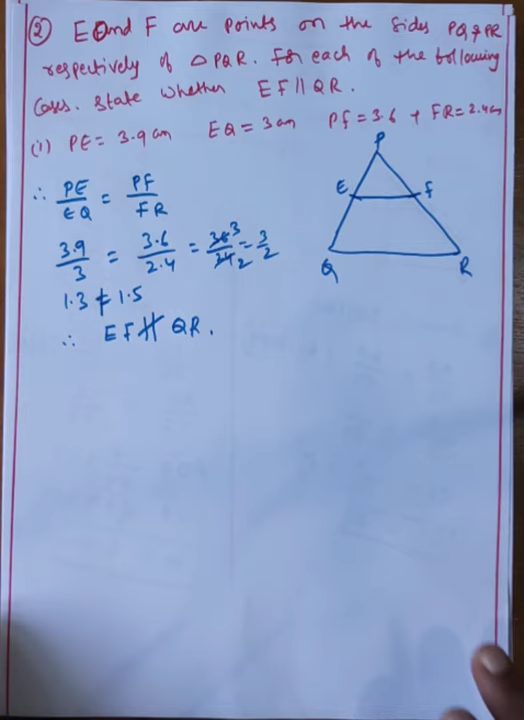 ② E and F are points on the sides PQ & PR
respectively of △PQR. For each of the following
Cases. State whether EF || QR.
(i) PE = 3.9 cm EQ = 3 cm PF = 3.6 + FR = 2.4 cm
P
E F
Q R
∴ PE/EQ = PF/FR
3.9/3 = 3.6/2.4 = 36 3/24 2 = 3/2
1.3 ≠ 1.5
∴ EF ∦ QR.